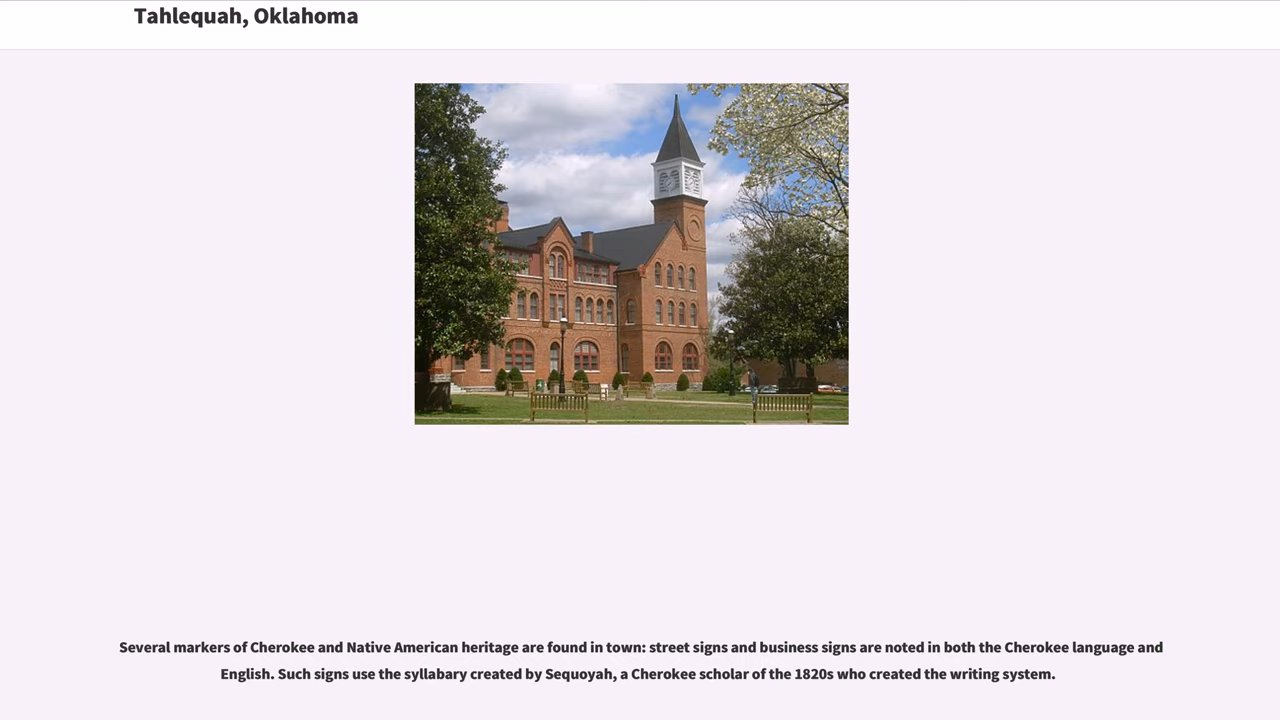 Tahlequah, Oklahoma
Several markers of Cherokee and Native American heritage are found in town: street signs and business signs are noted in both the Cherokee language and
English. Such signs use the syllabary created by Sequoyah, a Cherokee scholar of the 1820s who created the writing system.